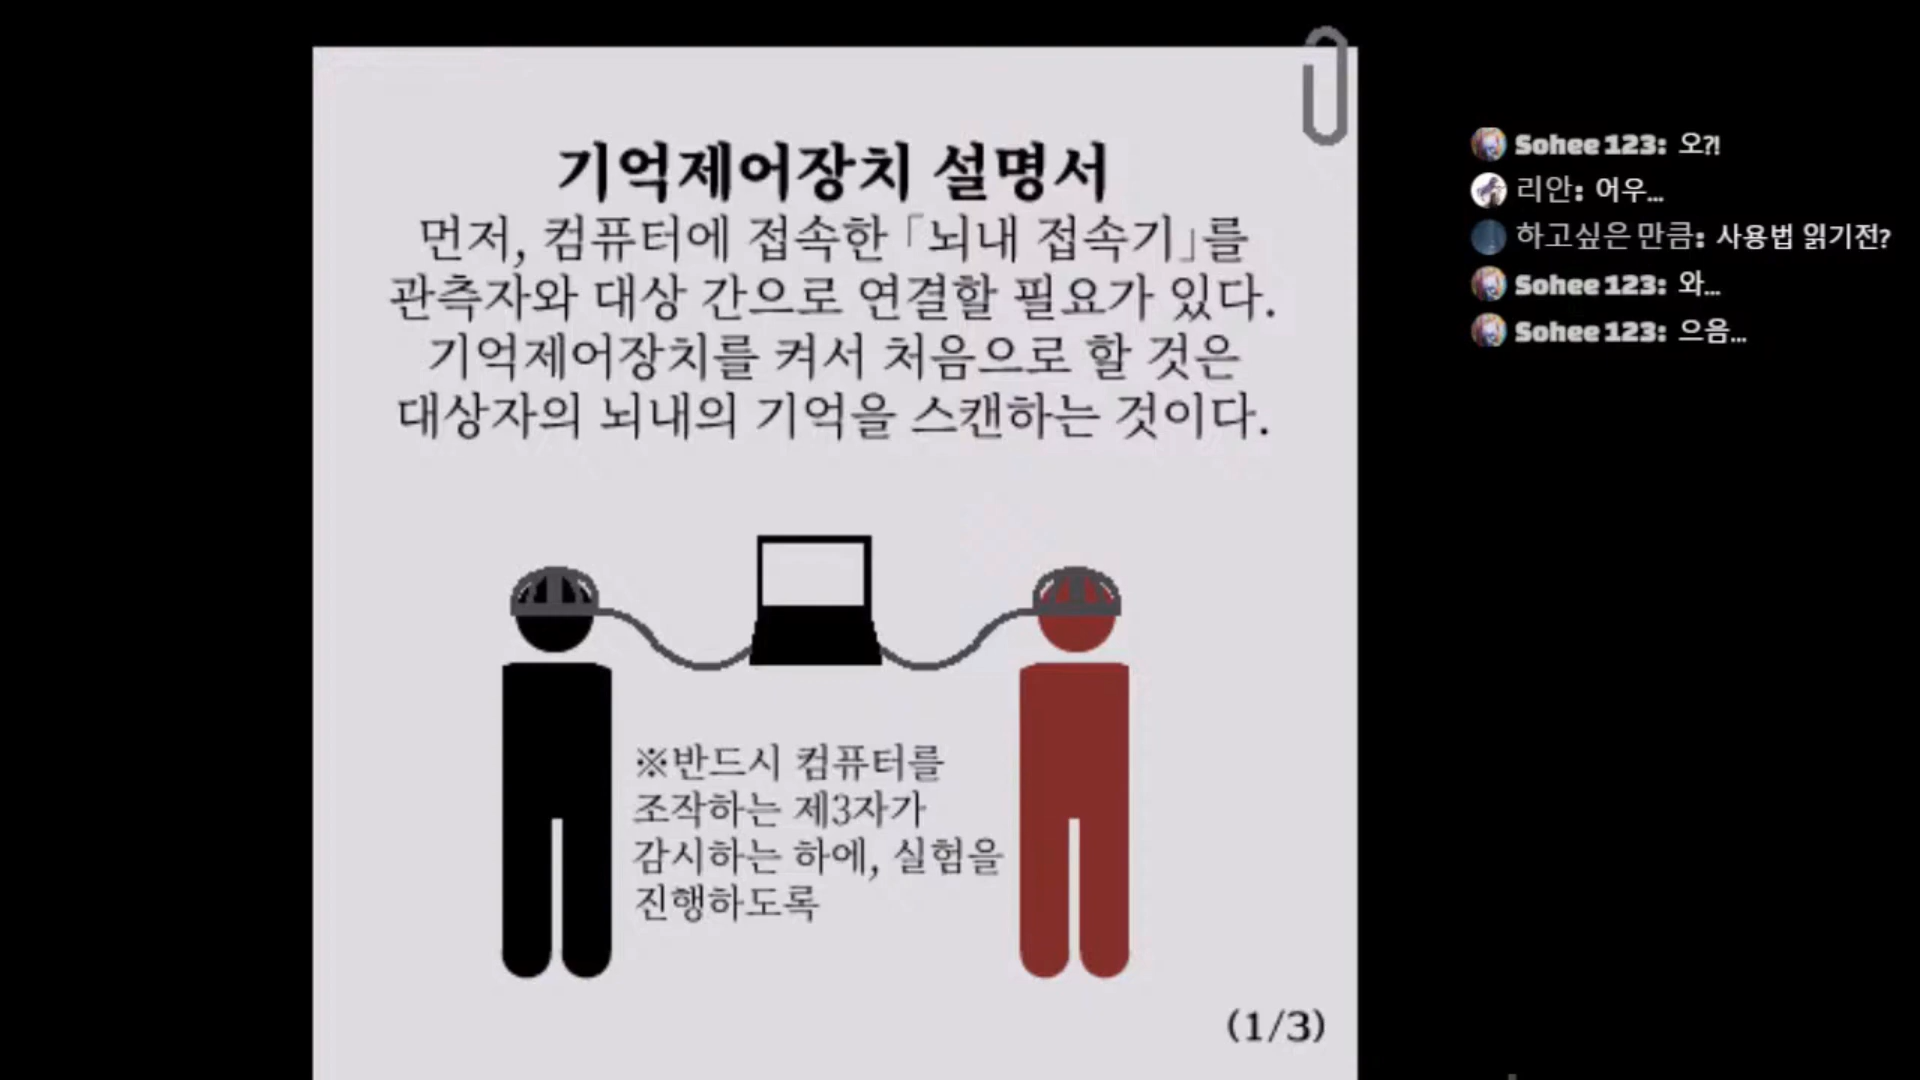 기억제어장치 설명서
먼저, 컴퓨터에 접속한 「뇌내 접속기」를
관측자와 대상 간으로 연결할 필요가 있다.
기억제어장치를 켜서 처음으로 할 것은
대상자의 뇌내의 기억을 스캔하는 것이다.
※반드시 컴퓨터를
조작하는 제3자가
감시하는 하에, 실험을
진행하도록
(1/3)
Sohee 123: 오?!
리안: 어우...
하고싶은 만큼: 사용법 읽기전?
Sohee 123: 와...
Sohee 123: 으음...